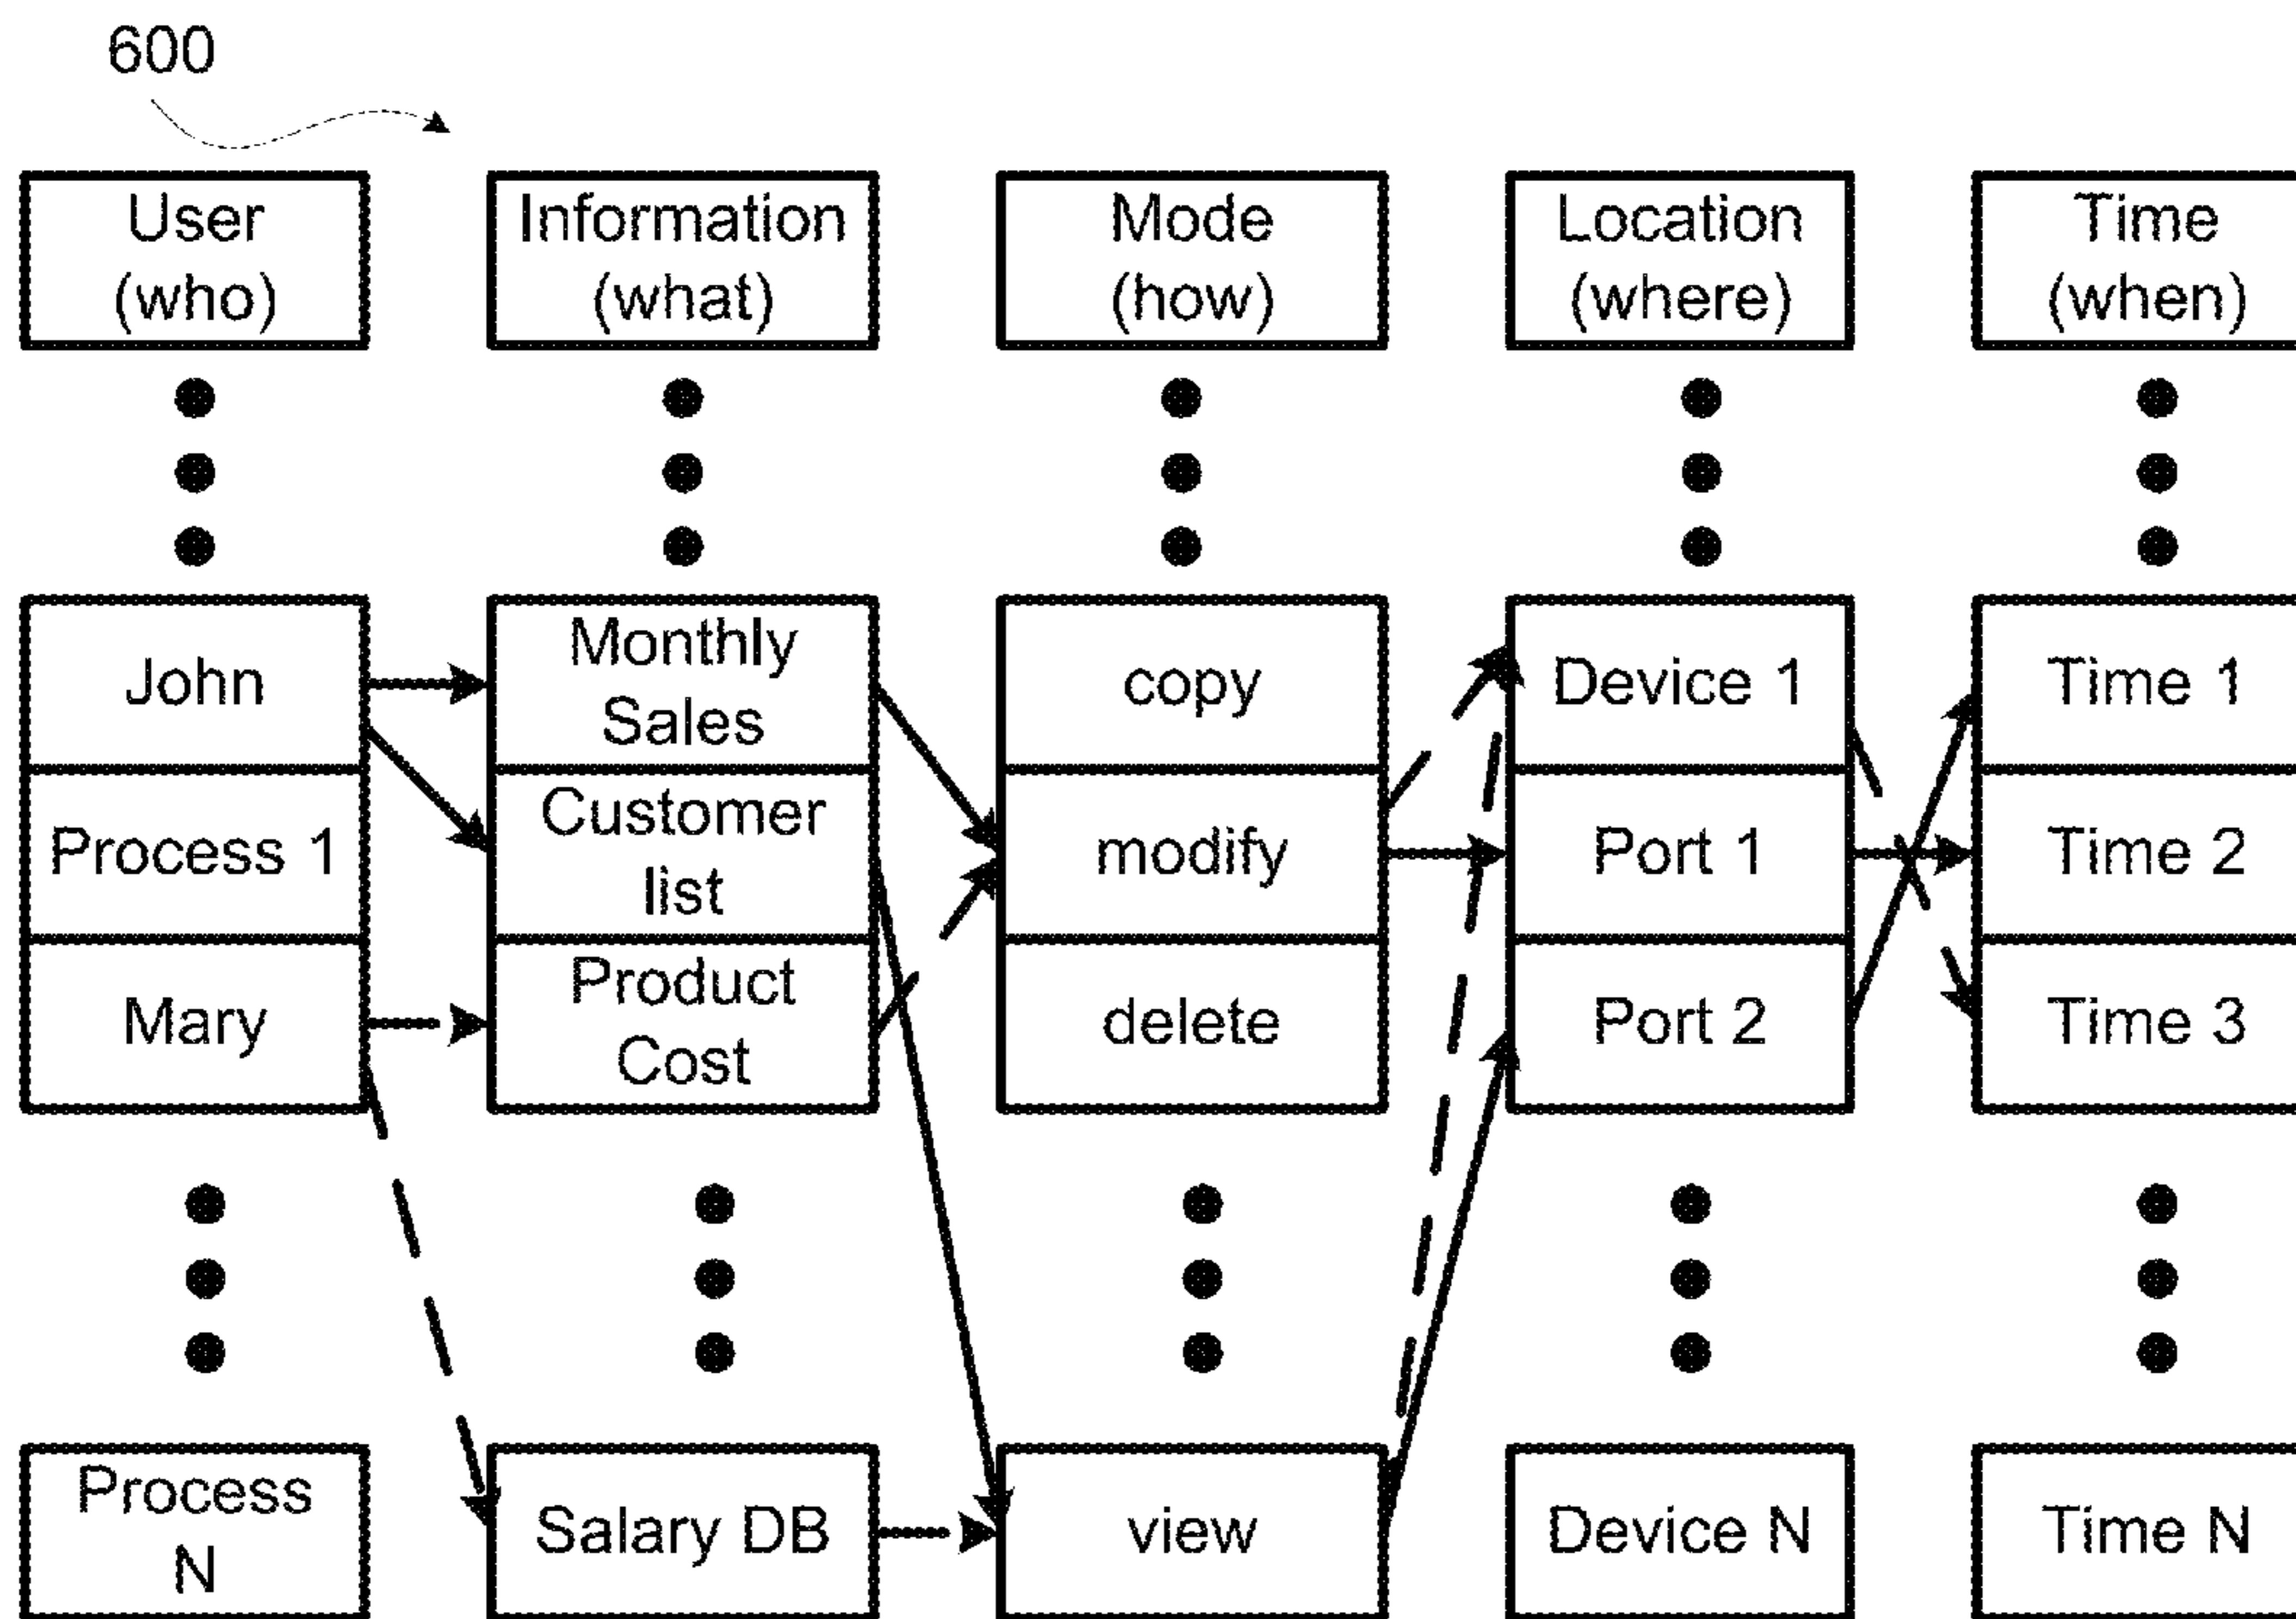 600
User
(who)
Information
(what)
Mode
(how)
Location
(where)
Time
(when)
John
Monthly
Sales
copy
Device 1
Time 1
Process 1
Customer
list
modify
Port 1
Time 2
Mary
Product
Cost
delete
Port 2
Time 3
Process
N
Salary DB
view
Device N
Time N